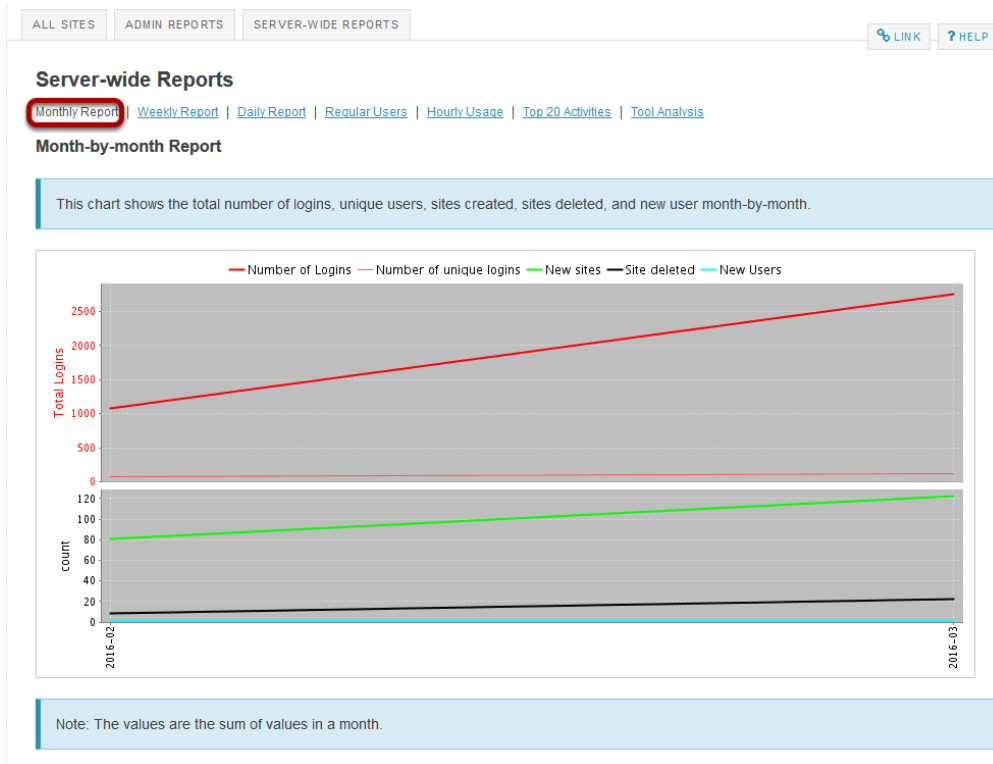 ALL SITES ADMIN REPORTS SERVER-WIDE REPORTS
LINK ? HELP
Server-wide Reports
Monthly Report | Weekly Report | Daily Report | Regular Users | Hourly Usage | Top 20 Activities | Tool Analysis
Month-by-month Report
This chart shows the total number of logins, unique users, sites created, sites deleted, and new user month-by-month.
Number of Logins Number of unique logins New sites Site deleted New Users
Total Logins
2500
2000
1500
1000
500
0
count
120
100
80
60
40
20
0
2016-02 2016-03
Note: The values are the sum of values in a month.